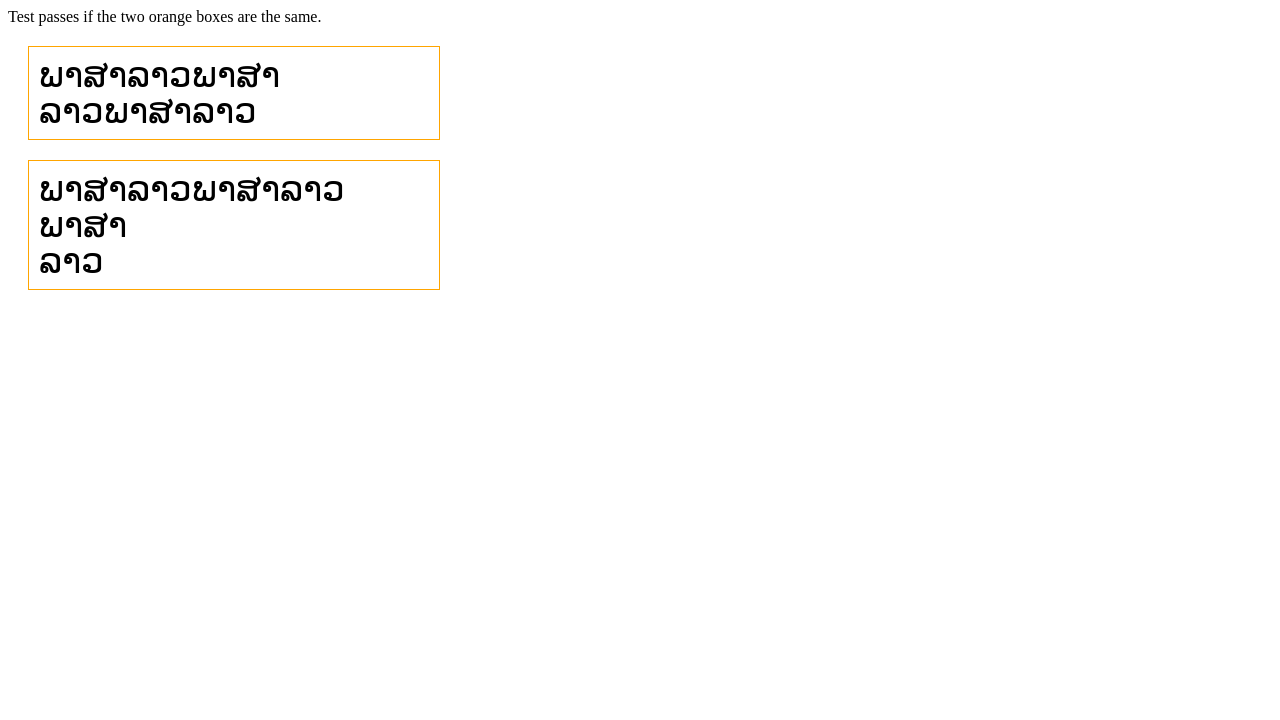 Test passes if the two orange boxes are the same.
ພາສາລາວພາສາ
ລາວພາສາລາວ
ພາສາລາວພາສາລາວ
ພາສາ
ລາວ